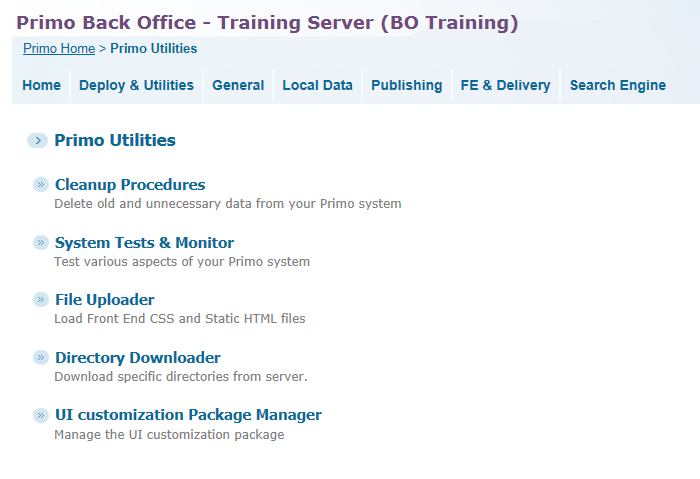 Primo Back Office - Training Server (BO Training)
Primo Home > Primo Utilities
Home Deploy & Utilities General Local Data Publishing FE & Delivery Search Engine
Primo Utilities
Cleanup Procedures
Delete old and unnecessary data from your Primo system
System Tests & Monitor
Test various aspects of your Primo system
File Uploader
Load Front End CSS and Static HTML files
Directory Downloader
Download specific directories from server.
UI customization Package Manager
Manage the UI customization package